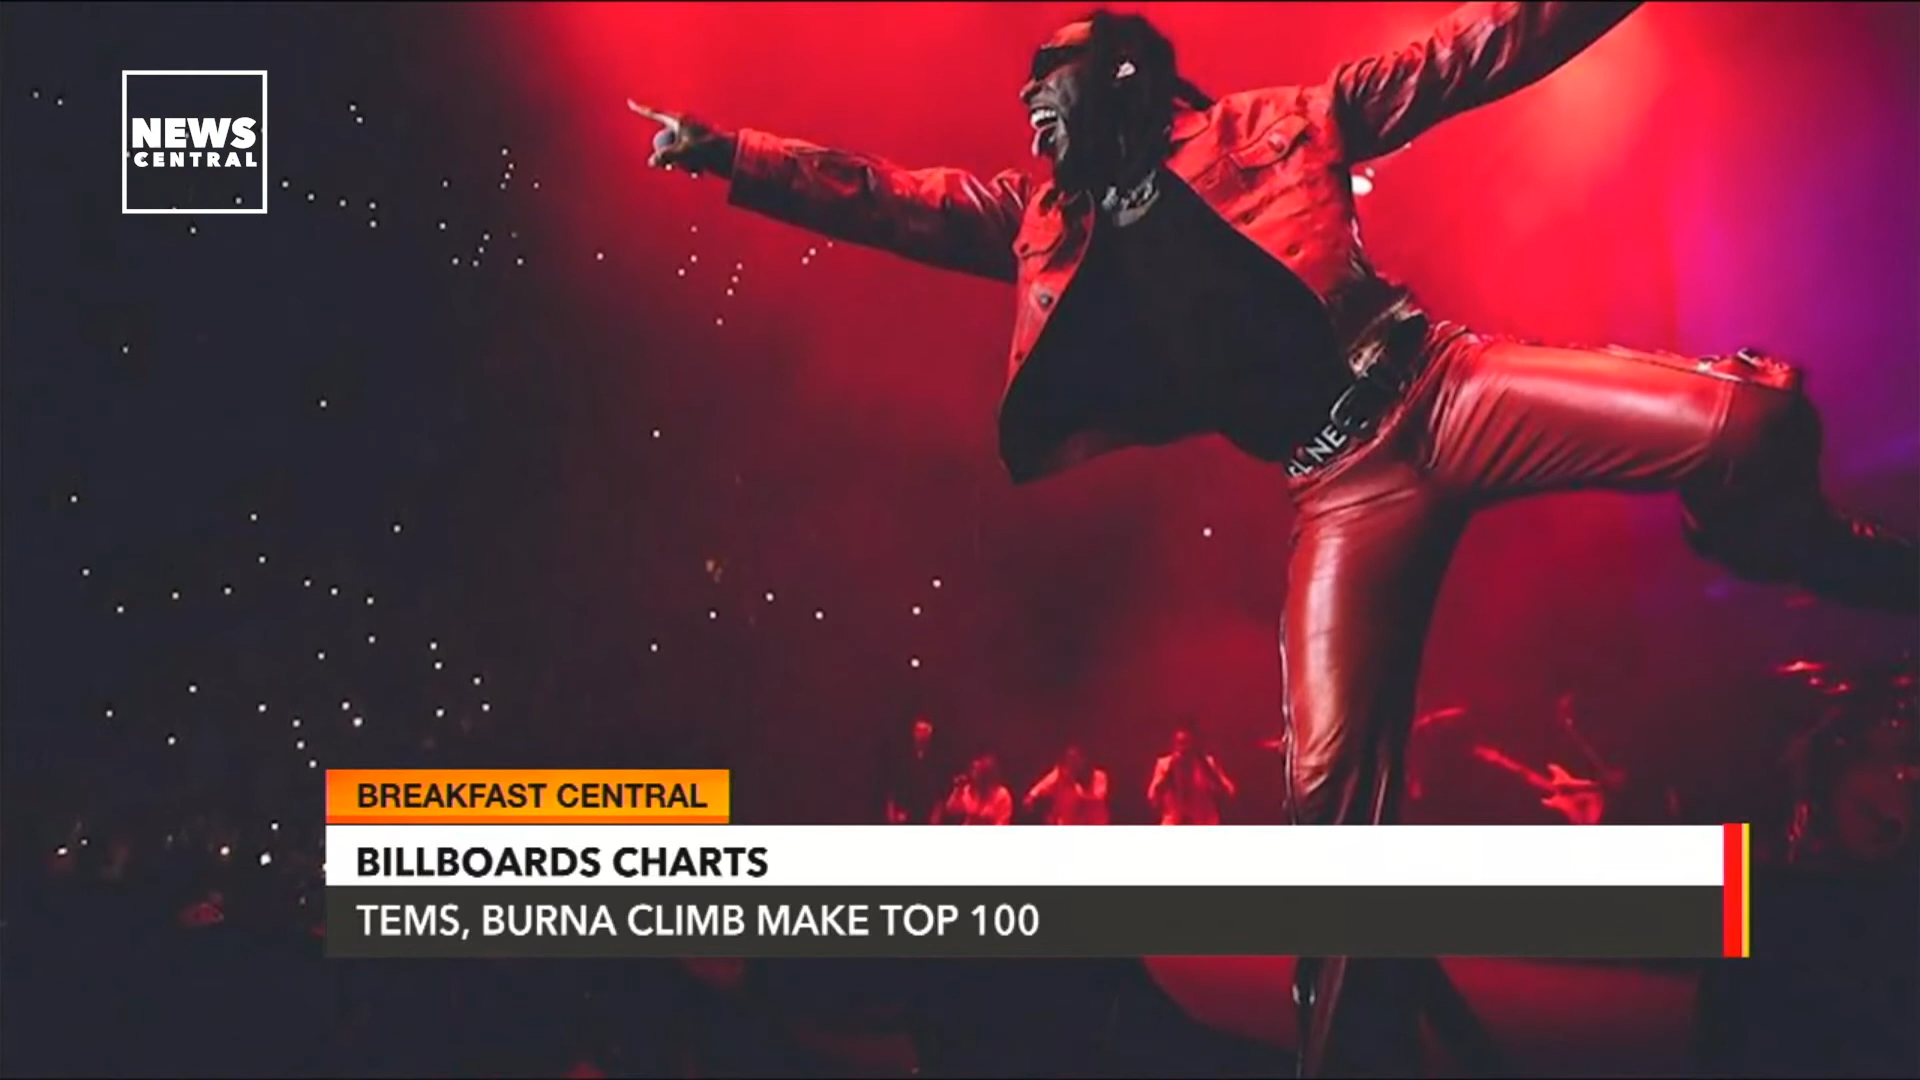 NEWS
CENTRAL
BREAKFAST CENTRAL
BILLBOARDS CHARTS
TEMS, BURNA CLIMB MAKE TOP 100